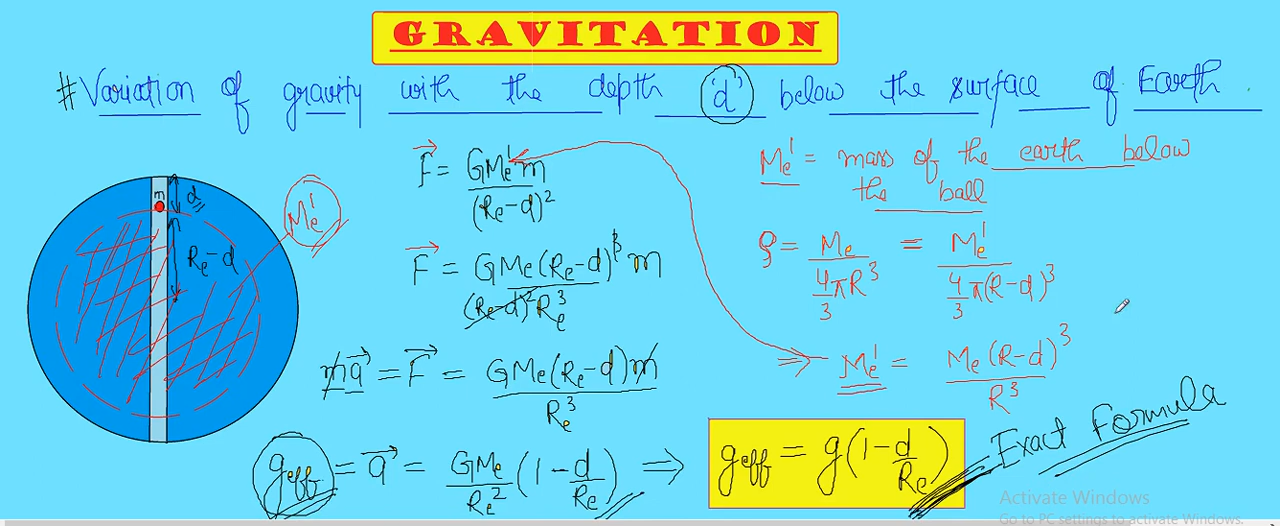 GRAVITATION
# Variation of gravity with the depth 'd' below the surface of Earth.
m
d
Re-d
Me'
F = GMe'm / (Re-d)²
F = GMe(Re-d)³m / (Re-d)²Re³
ma = F = GMe(Re-d)m / Re³
geff = a = GMe/Re² (1-d/Re) ⇒ geff = g(1-d/Re)
Me' = mass of the earth below
the ball
ρ = Me / 4/3 πR³ = Me' / 4/3 π(R-d)³
⇒ Me' = Me(R-d)³ / R³
Exact Formula
Activate Windows
Go to PC settings to activate Windows.